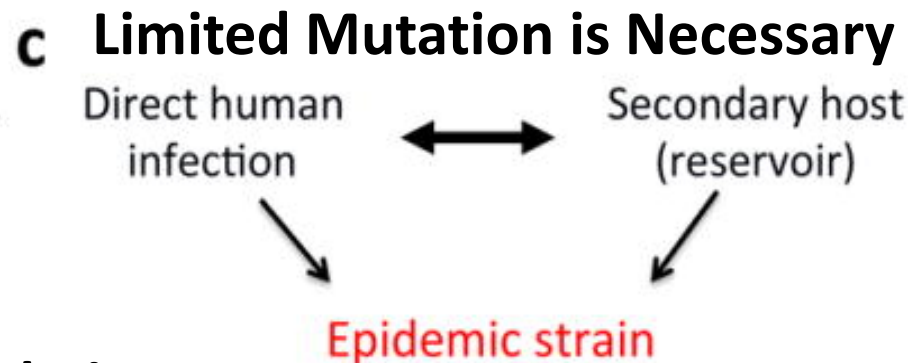 c Limited Mutation is Necessary
Direct human
infection
Secondary host
(reservoir)
Epidemic strain